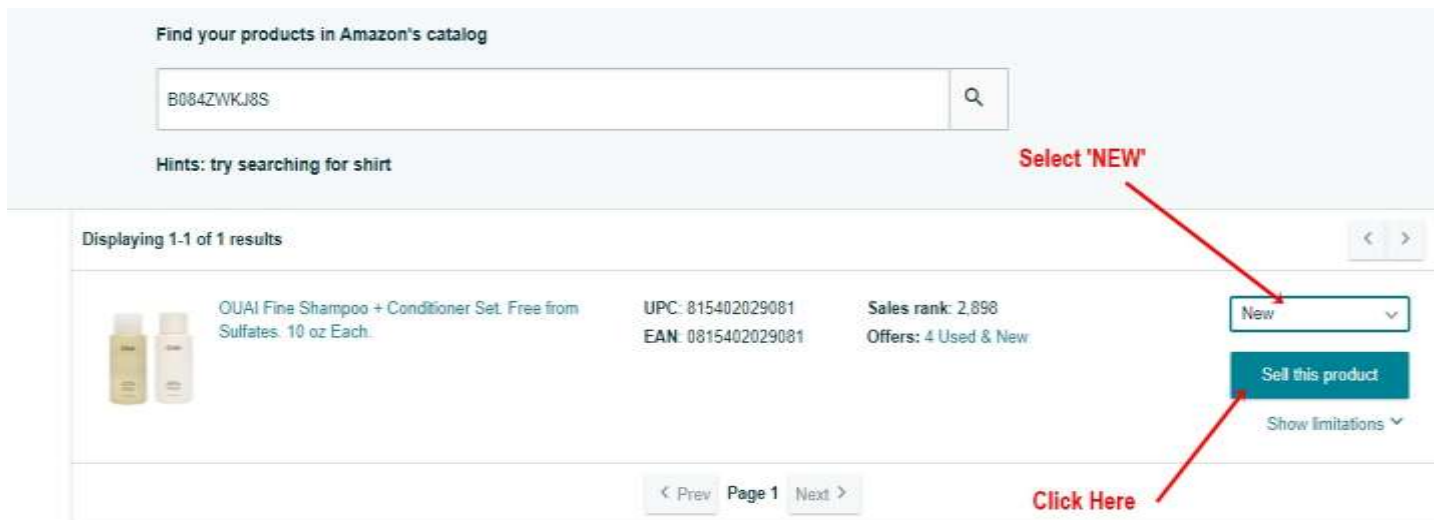 Find your products in Amazon's catalog
B084ZWKJ8S
Hints: try searching for shirt
Select 'NEW'
Displaying 1-1 of 1 results
OUAI Fine Shampoo + Conditioner Set. Free from
Sulfates. 10 oz Each.
UPC: 815402029081
EAN: 0815402029081
Sales rank: 2,898
Offers: 4 Used & New
New
Sell this product
Show limitations
Prev Page 1 Next
Click Here